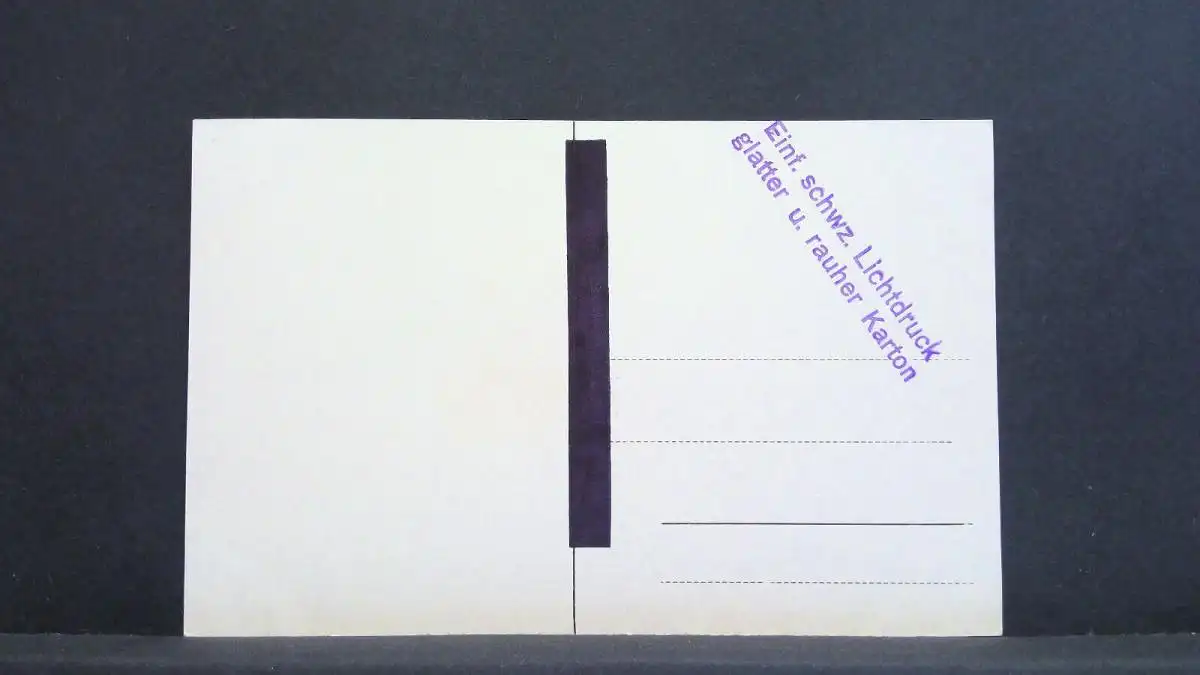 Einf. schwz. Lichtdruck
glatter u. rauher Karton